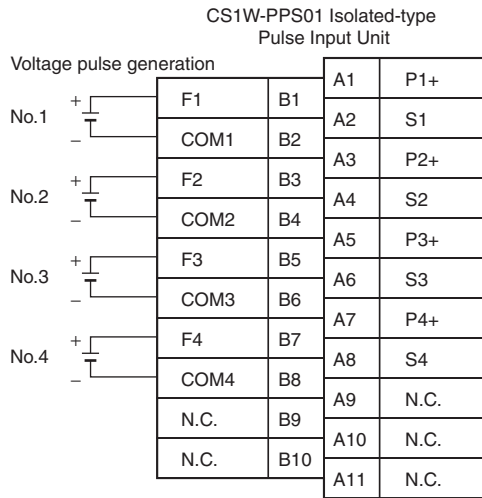 CS1W-PPS01 Isolated-type
Pulse Input Unit
Voltage pulse generation
A1 P1+
No.1 + F1 B1
A2 S1
− COM1 B2
A3 P2+
No.2 + F2 B3
A4 S2
− COM2 B4
A5 P3+
No.3 + F3 B5
A6 S3
− COM3 B6
A7 P4+
No.4 + F4 B7
A8 S4
− COM4 B8
A9 N.C.
N.C. B9
A10 N.C.
N.C. B10
A11 N.C.